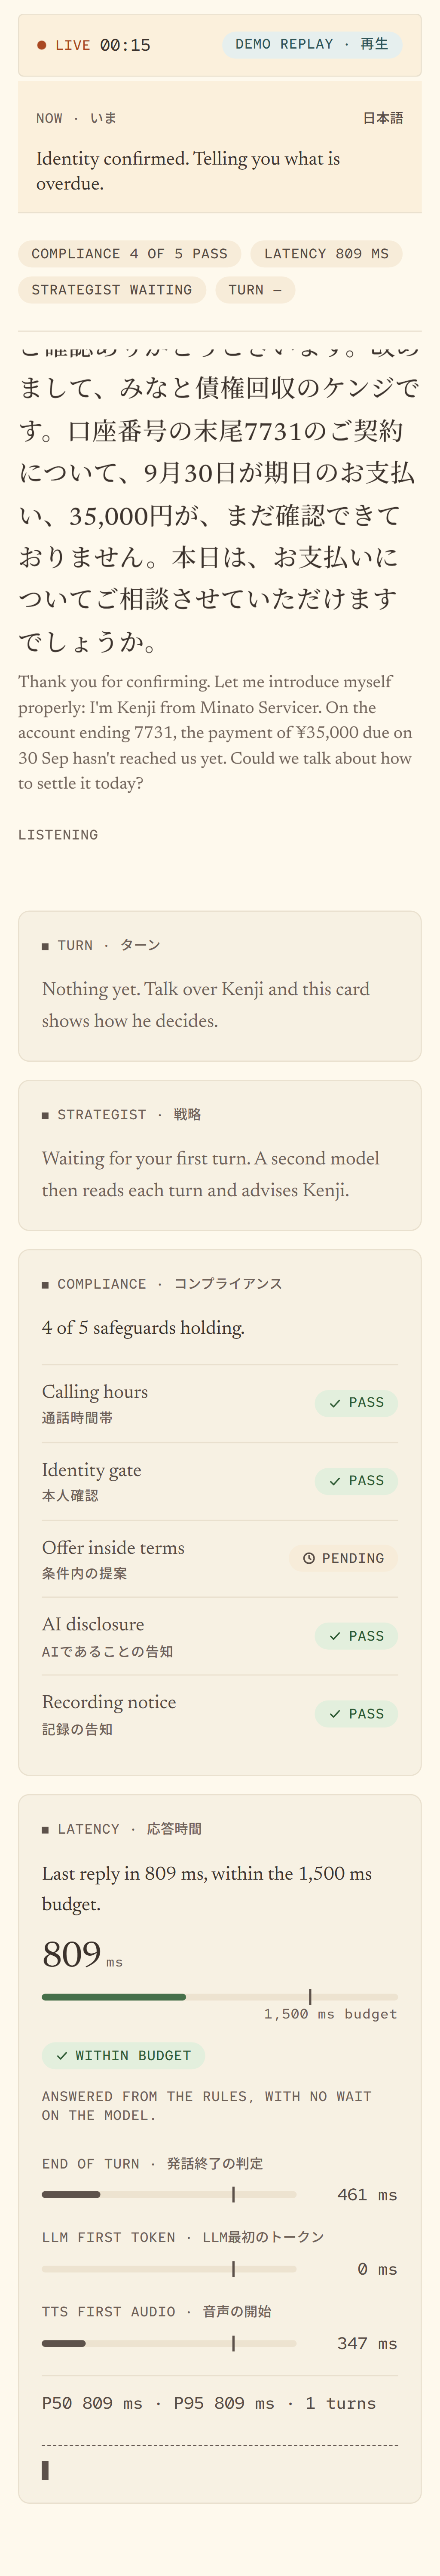 LIVE 00:15
DEMO REPLAY · 再生
NOW · いま
日本語
Identity confirmed. Telling you what is
overdue.
COMPLIANCE 4 OF 5 PASS
LATENCY 809 MS
STRATEGIST WAITING
TURN —
まして、みなと債権回収のケンジで
す。口座番号の末尾7731のご契約
について、9月30日が期日のお支払
い、35,000円が、まだ確認できて
おりません。本日は、お支払いに
ついてご相談させていただけます
でしょうか。
Thank you for confirming. Let me introduce myself
properly: I'm Kenji from Minato Servicer. On the
account ending 7731, the payment of ¥35,000 due on
30 Sep hasn't reached us yet. Could we talk about how
to settle it today?
LISTENING
TURN · ターン
Nothing yet. Talk over Kenji and this card
shows how he decides.
STRATEGIST · 戦略
Waiting for your first turn. A second model
then reads each turn and advises Kenji.
COMPLIANCE · コンプライアンス
4 of 5 safeguards holding.
Calling hours
通話時間帯
PASS
Identity gate
本人確認
PASS
Offer inside terms
条件内の提案
PENDING
AI disclosure
AIであることの告知
PASS
Recording notice
記録の告知
PASS
LATENCY · 応答時間
Last reply in 809 ms, within the 1,500 ms
budget.
809 ms
1,500 ms budget
WITHIN BUDGET
ANSWERED FROM THE RULES, WITH NO WAIT
ON THE MODEL.
END OF TURN · 発話終了の判定
461 ms
LLM FIRST TOKEN · LLM最初のトークン
0 ms
TTS FIRST AUDIO · 音声の開始
347 ms
P50 809 ms · P95 809 ms · 1 turns